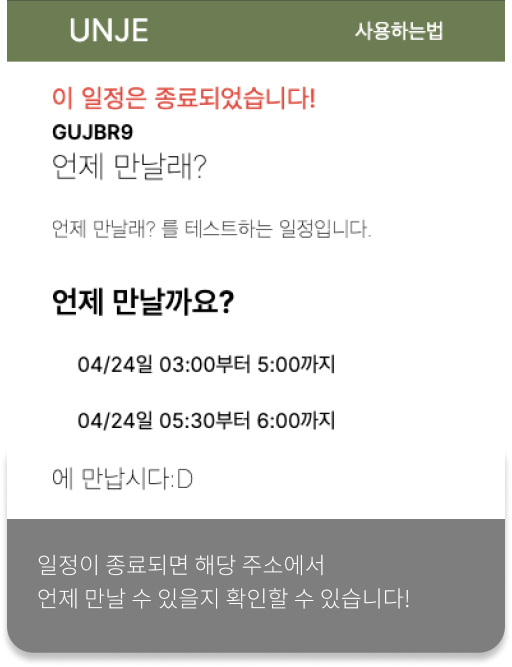 UNJE
사용하는법
이 일정은 종료되었습니다!
GUJBR9
언제 만날래?
언제 만날래? 를 테스트하는 일정입니다.
언제 만날까요?
04/24일 03:00부터 5:00까지
04/24일 05:30부터 6:00까지
에 만납시다:D
일정이 종료되면 해당 주소에서
언제 만날 수 있을지 확인할 수 있습니다!